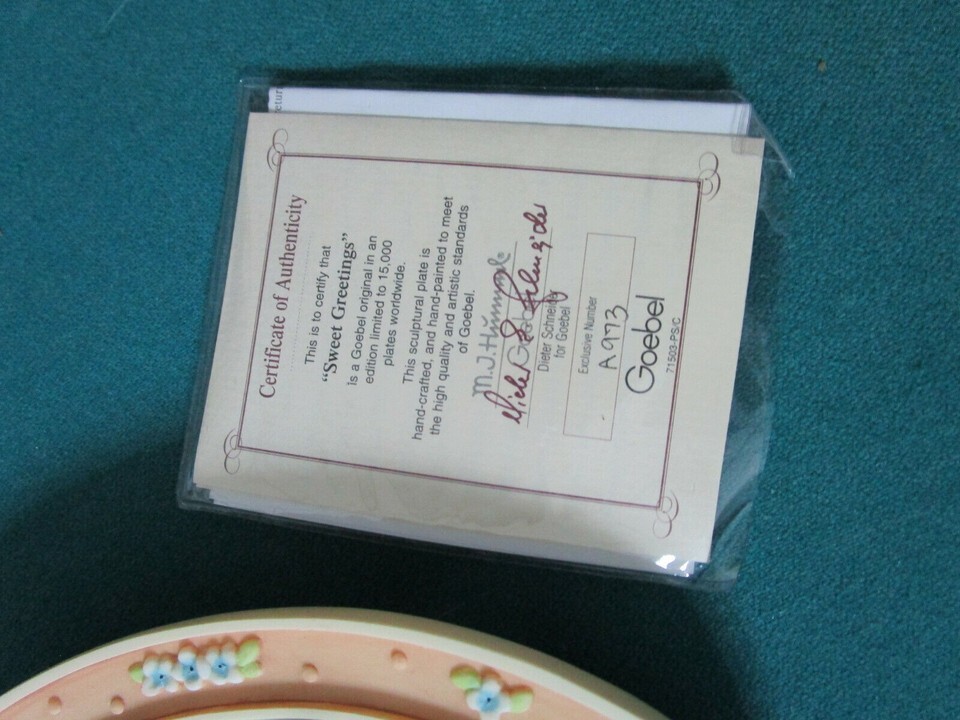 etur
Certificate of Authenticity
This is to certify that
“Sweet Greetings”
is a Goebel original in an
edition limited to 15,000
plates worldwide.
This sculptural plate is
hand-crafted, and hand-painted to meet
the high quality and artistic standards
of Goebel.
M.J. Hümmel
Dieter Schneider
for Goebel
Exclusive Number
A 973
Goebel
71503-PS/C